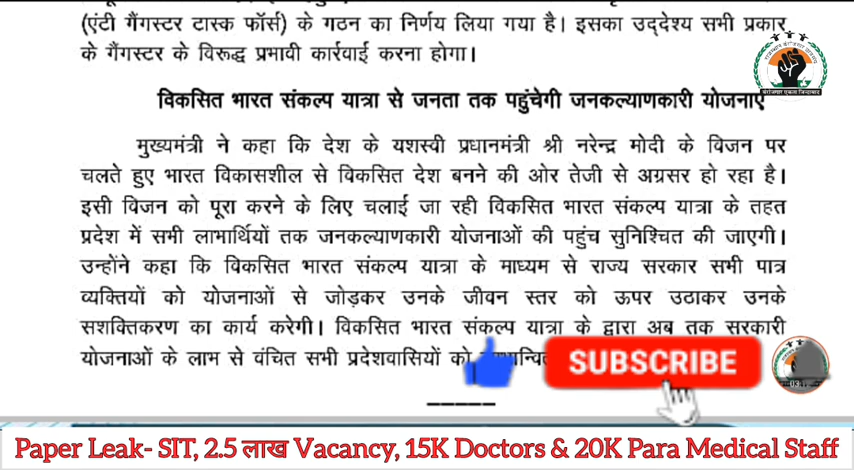 (एंटी गैंगस्टर टास्क फॉर्स) के गठन का निर्णय लिया गया है। इसका उद्देश्य सभी प्रकार
के गैंगस्टर के विरूद्ध प्रभावी कार्रवाई करना होगा।
विकसित भारत संकल्प यात्रा से जनता तक पहुंचेगी जनकल्याणकारी योजनाएं
मुख्यमंत्री ने कहा कि देश के यशस्वी प्रधानमंत्री श्री नरेन्द्र मोदी के विजन पर
चलते हुए भारत विकासशील से विकसित देश बनने की ओर तेजी से अग्रसर हो रहा है।
इसी विजन को पूरा करने के लिए चलाई जा रही विकसित भारत संकल्प यात्रा के तहत
प्रदेश में सभी लाभार्थियों तक जनकल्याणकारी योजनाओं की पहुंच सुनिश्चित की जाएगी।
उन्होंने कहा कि विकसित भारत संकल्प यात्रा के माध्यम से राज्य सरकार सभी पात्र
व्यक्तियों को योजनाओं से जोड़कर उनके जीवन स्तर को ऊपर उठाकर उनके
सशक्तिकरण का कार्य करेगी। विकसित भारत संकल्प यात्रा के द्वारा अब तक सरकारी
योजनाओं के लाभ से वंचित सभी प्रदेशवासियों को
SUBSCRIBE
Paper Leak- SIT, 2.5 लाख Vacancy, 15K Doctors & 20K Para Medical Staff